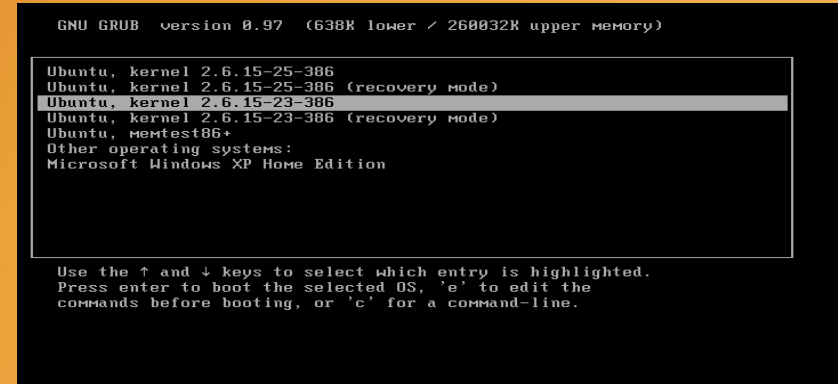 GNU GRUB  version 0.97  (638K lower / 260032K upper memory)
Ubuntu, kernel 2.6.15-25-386
Ubuntu, kernel 2.6.15-25-386 (recovery mode)
Ubuntu, kernel 2.6.15-23-386
Ubuntu, kernel 2.6.15-23-386 (recovery mode)
Ubuntu, memtest86+
Other operating systems:
Microsoft Windows XP Home Edition
Use the ↑ and ↓ keys to select which entry is highlighted.
Press enter to boot the selected OS, 'e' to edit the
commands before booting, or 'c' for a command-line.